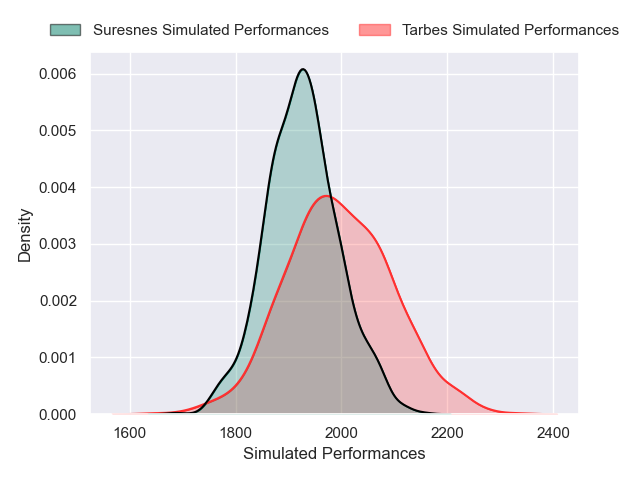 Suresnes Simulated Performances Tarbes Simulated Performances
0.006
0.005
0.004
0.003
0.002
0.001
0.000
Density
1600 1800 2000 2200 2400
Simulated Performances